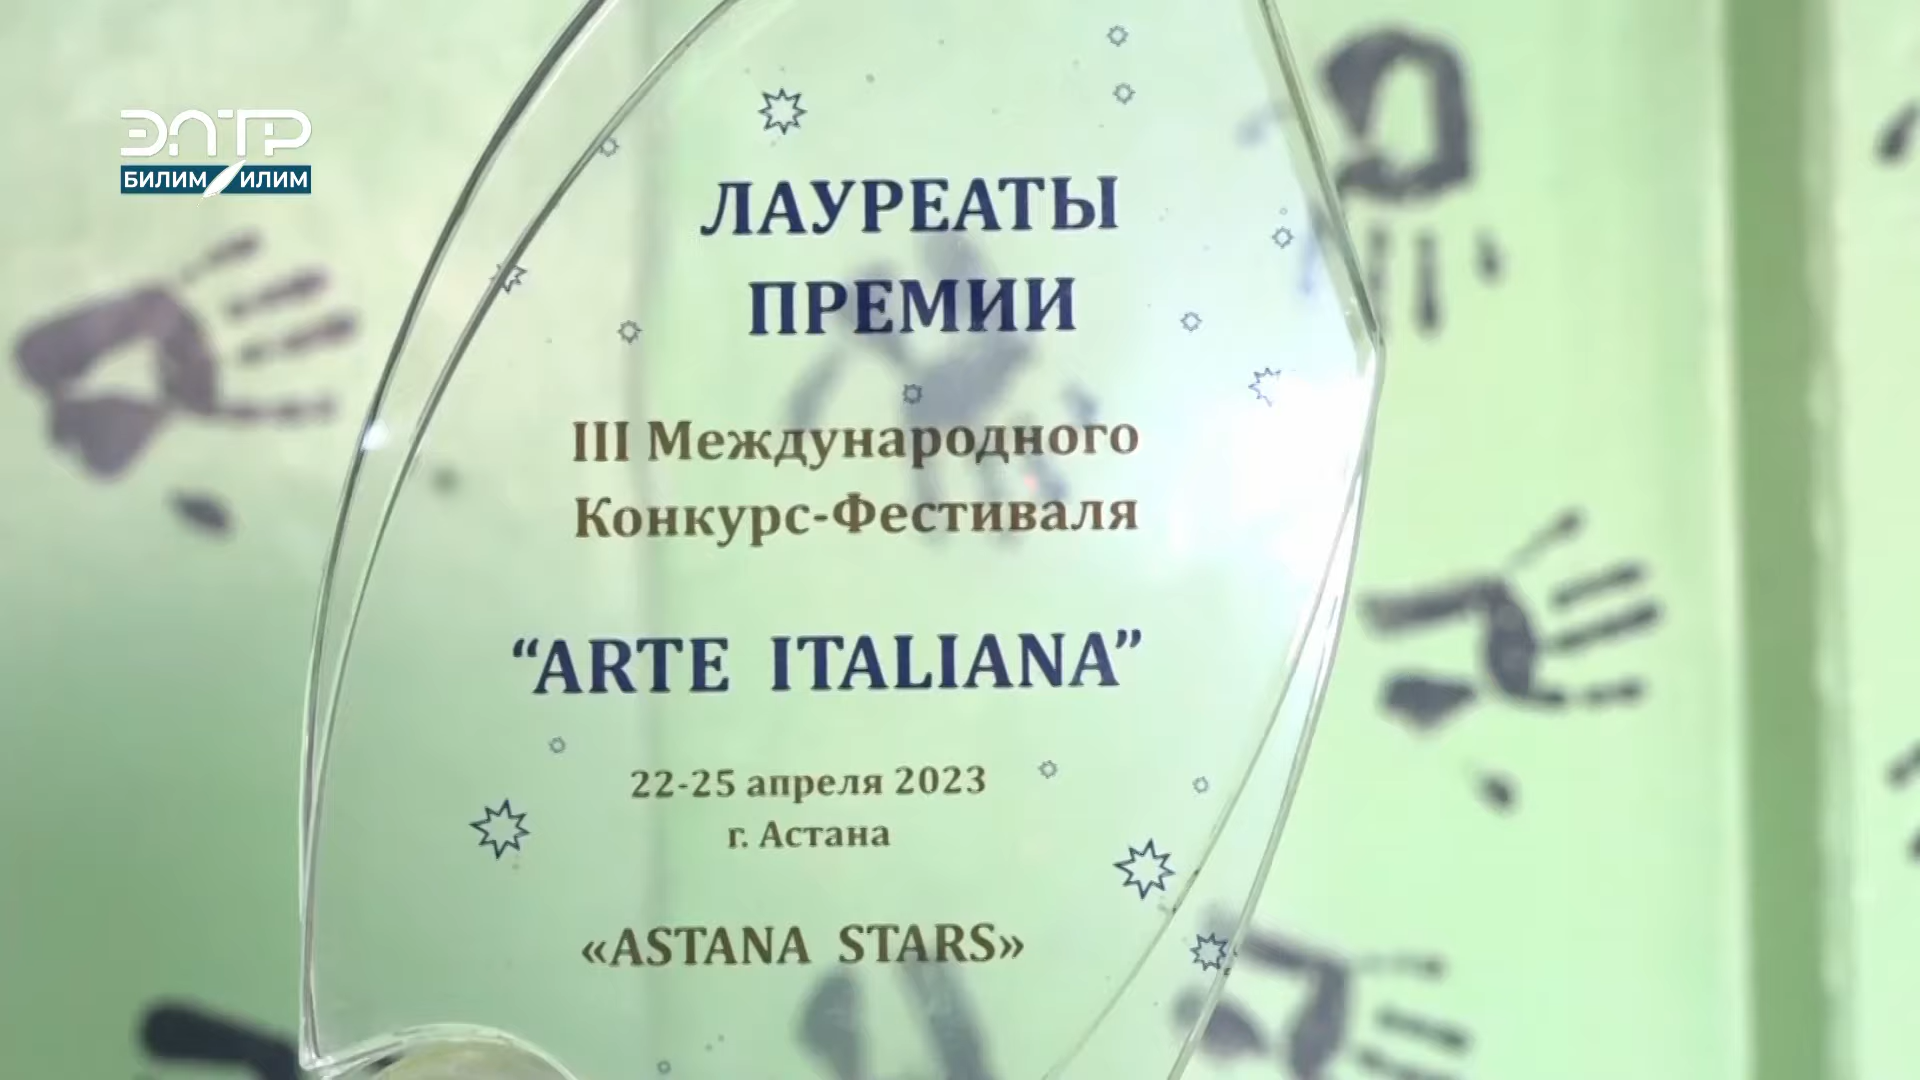 ЭЛТР
БИЛИМ ИЛИМ
ЛАУРЕАТЫ
ПРЕМИИ
III Международного
Конкурс-Фестиваля
“ARTE ITALIANA”
22-25 апреля 2023
г. Астана
«ASTANA STARS»